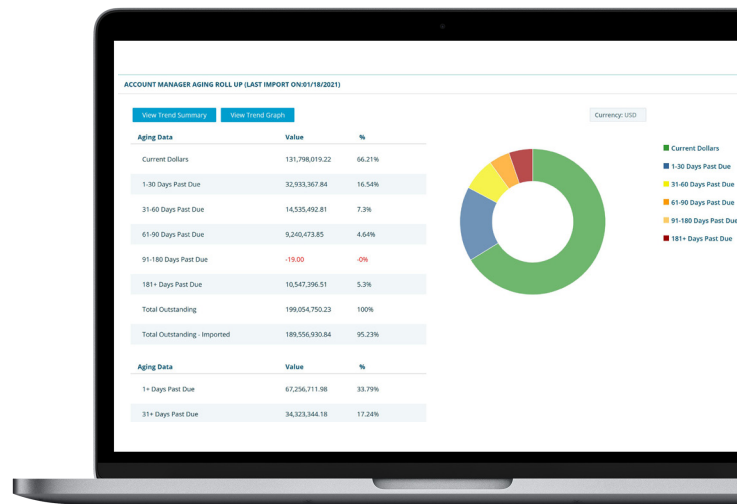 ACCOUNT MANAGER AGING ROLL UP (LAST IMPORT ON:01/18/2021)
View Trend Summary View Trend Graph Currency: USD
Aging Data Value %
Current Dollars 131,798,019.22 66.21%
1-30 Days Past Due 32,933,367.84 16.54%
31-60 Days Past Due 14,535,492.81 7.3%
61-90 Days Past Due 9,240,473.85 4.64%
91-180 Days Past Due -19.00 -0%
181+ Days Past Due 10,547,396.51 5.3%
Total Outstanding 199,054,750.23 100%
Total Outstanding - Imported 189,556,930.84 95.23%
Aging Data Value %
1+ Days Past Due 67,256,711.98 33.79%
31+ Days Past Due 34,323,344.18 17.24%
Current Dollars
1-30 Days Past Due
31-60 Days Past Due
61-90 Days Past Due
91-180 Days Past Due
181+ Days Past Due